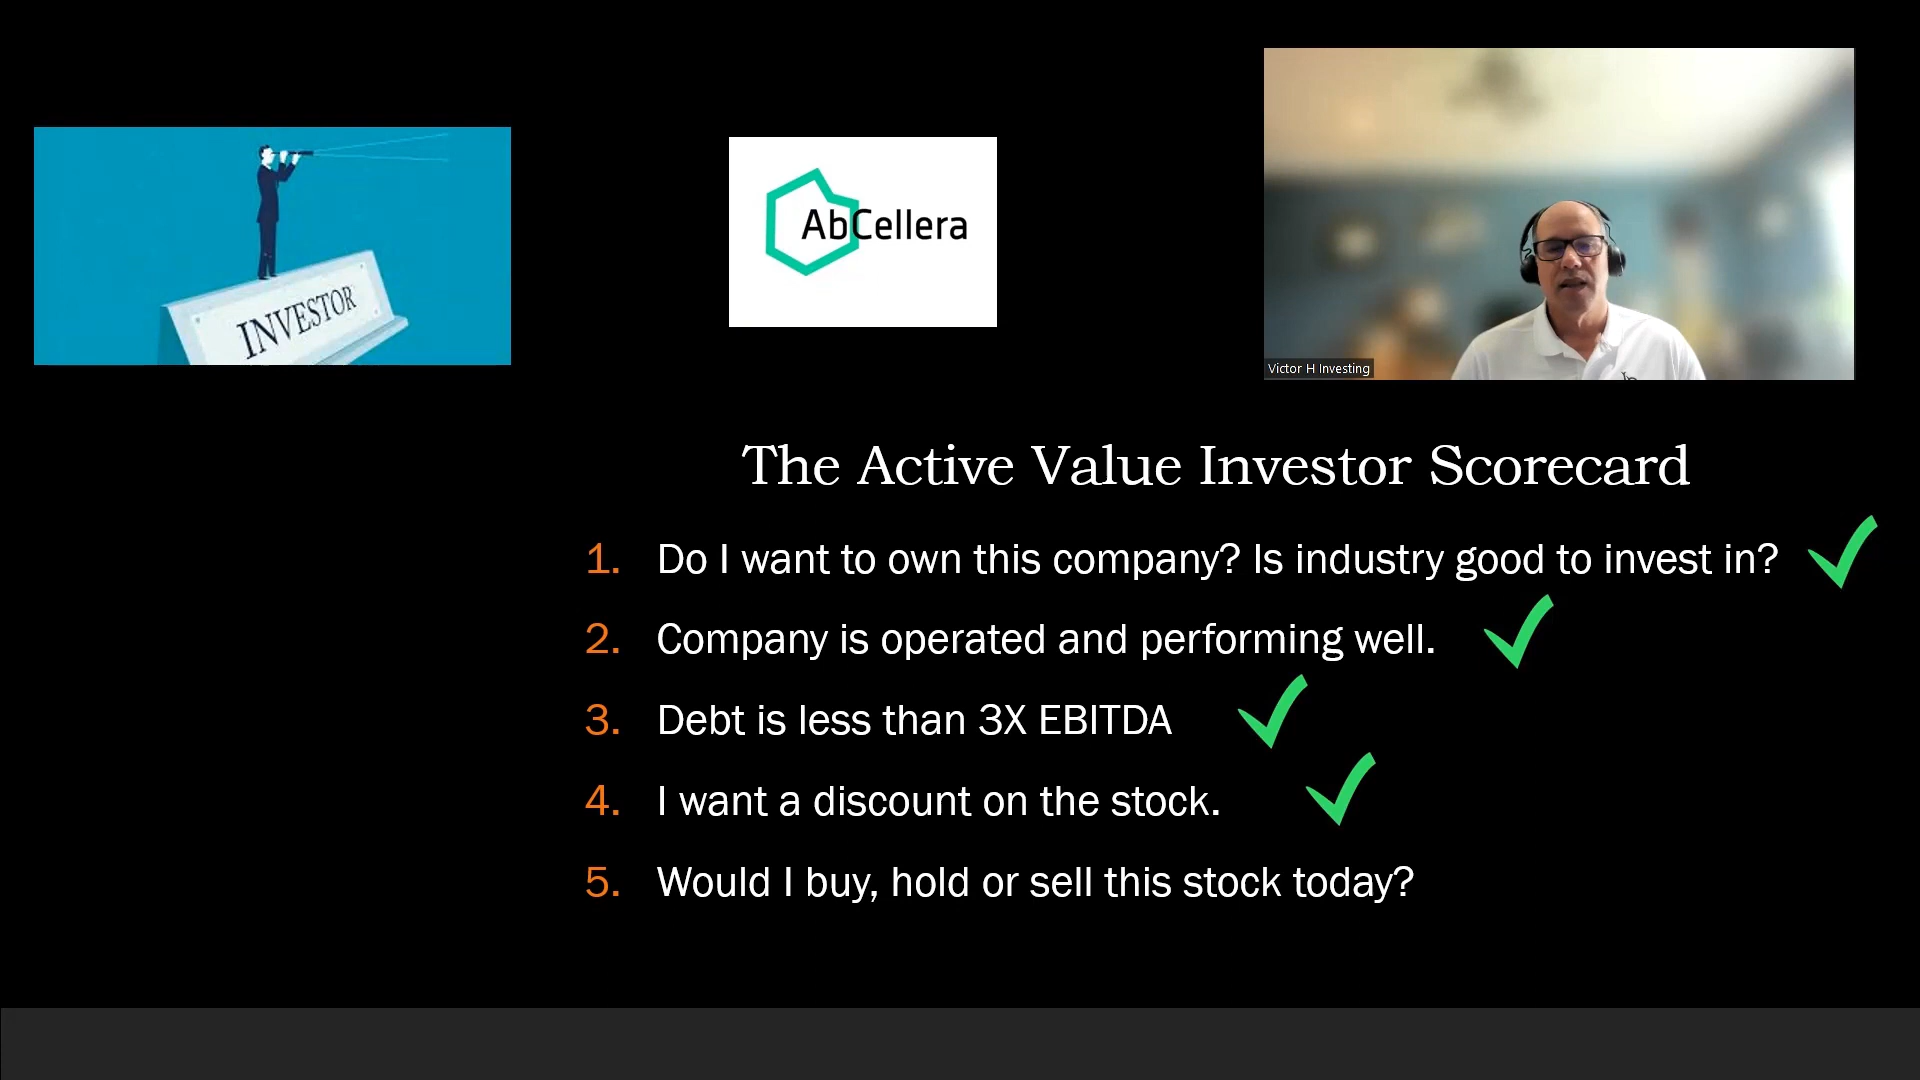 INVESTOR
AbCellera
Victor H Investing
The Active Value Investor Scorecard
1. Do I want to own this company? Is industry good to invest in?
2. Company is operated and performing well.
3. Debt is less than 3X EBITDA
4. I want a discount on the stock.
5. Would I buy, hold or sell this stock today?